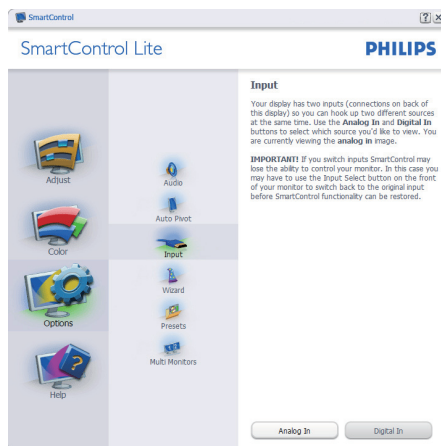 SmartControl
SmartControl Lite
PHILIPS
Adjust
Color
Options
Help
Audio
Auto Pivot
Input
Wizard
Presets
Multi Monitors
Input
Your display has two inputs (connections on back of
this display) so you can hook up two different sources
at the same time. Use the Analog In and Digital In
buttons to select which source you'd like to view. You
are currently viewing the analog in image.
IMPORTANT! If you switch inputs SmartControl may
lose the ability to control your monitor. In this case you
may have to use the Input Select button on the front
of your monitor to switch back to the original input
before SmartControl functionality can be restored.
Analog In
Digital In